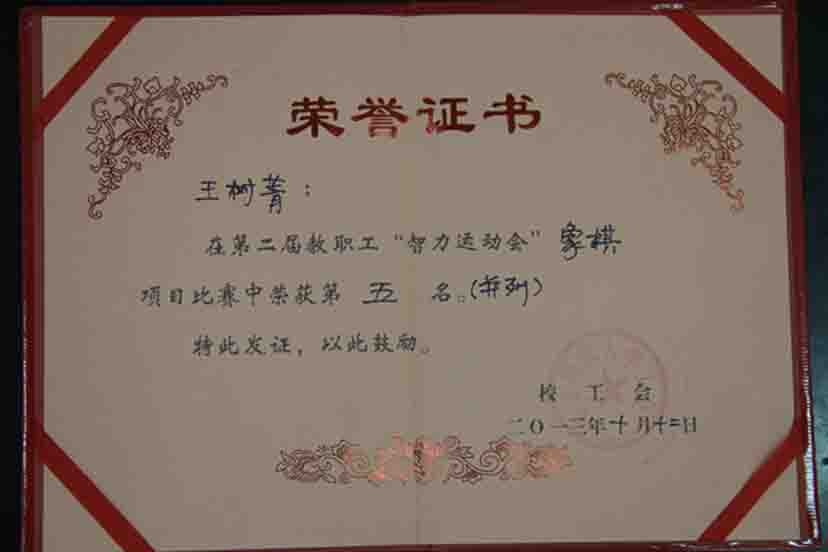 荣誉证书
王树菁：
在第二届教职工“智力运动会”象棋
项目比赛中荣获第五名。(并列)
特此发证，以此鼓励。
校工会
二〇一三年十月十二日